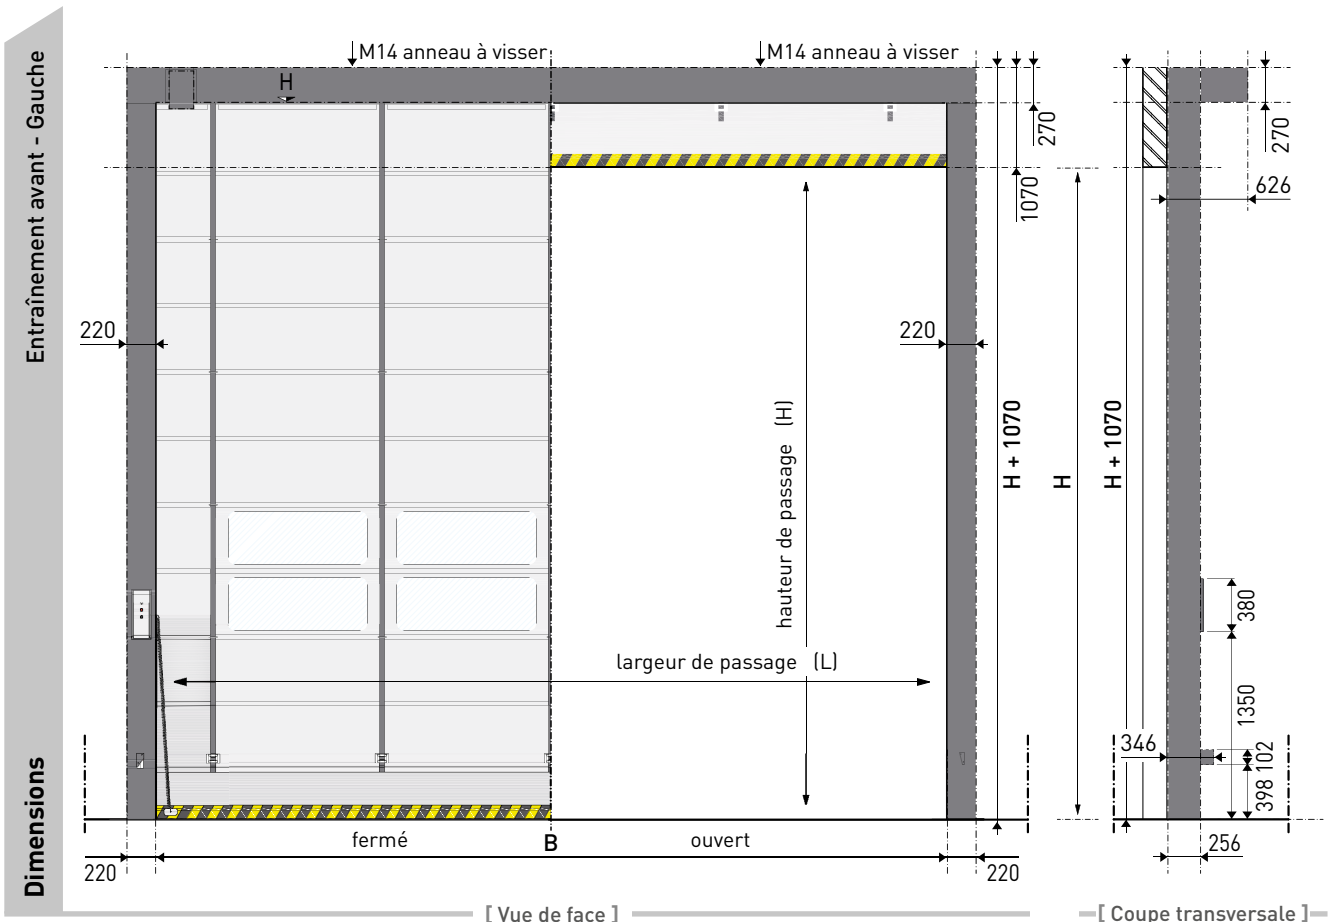 Entraînement avant - Gauche
Dimensions
M14 anneau à visser
M14 anneau à visser
H
270
1070
270
626
220
220
hauteur de passage (H)
H + 1070
H
H + 1070
380
largeur de passage (L)
1350
346
102
398
fermé
B
ouvert
256
220
220
[ Vue de face ]
[ Coupe transversale ]